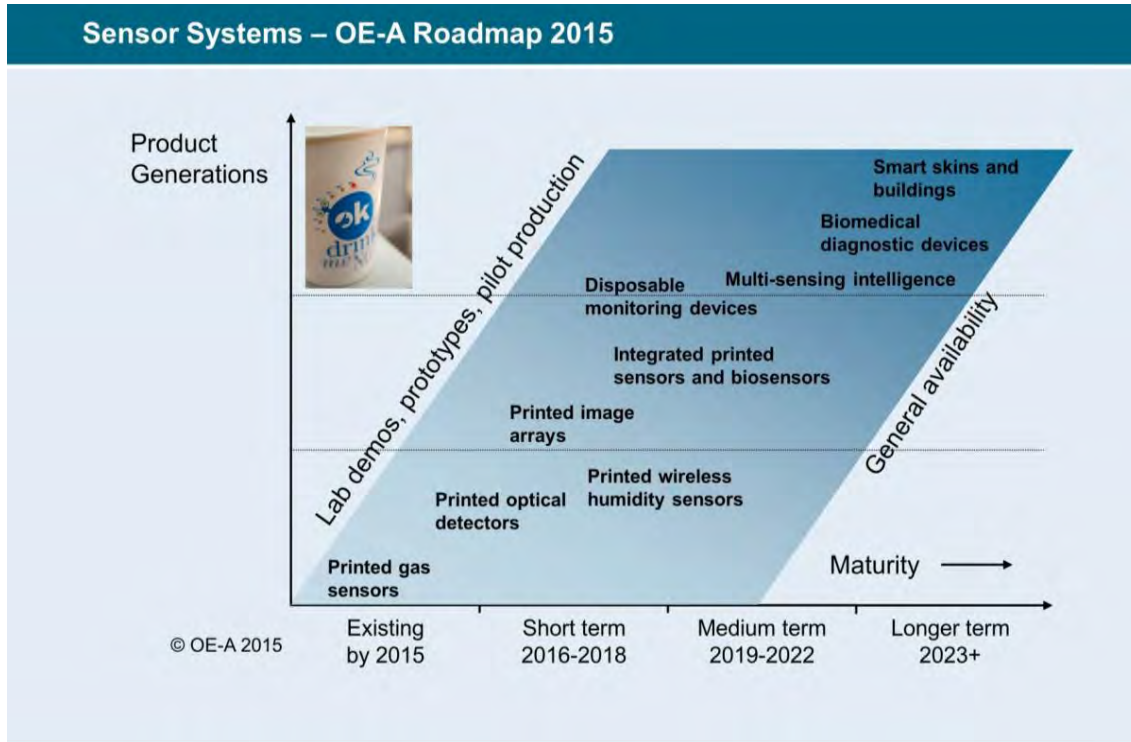 Sensor Systems – OE-A Roadmap 2015
Product
Generations
ok
drink
me
Lab demos, prototypes, pilot production
Smart skins and
buildings
Biomedical
diagnostic devices
Multi-sensing intelligence
Disposable
monitoring devices
Integrated printed
sensors and biosensors
Printed image
arrays
General availability
Printed wireless
humidity sensors
Printed optical
detectors
Printed gas
sensors
Maturity
Existing
by 2015
Short term
2016-2018
Medium term
2019-2022
Longer term
2023+
© OE-A 2015